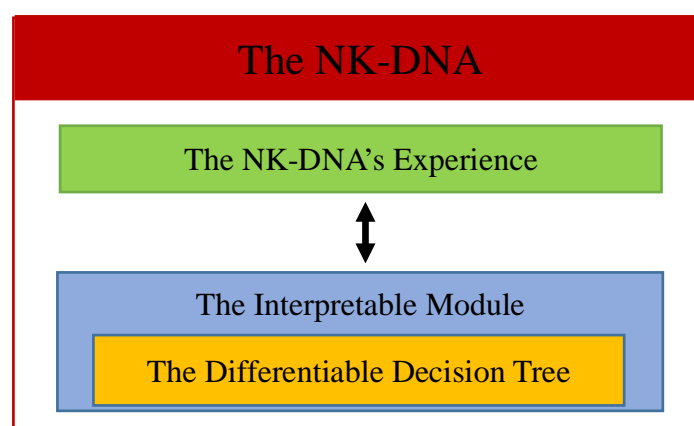 The NK-DNA
The NK-DNA’s Experience
The Interpretable Module
The Differentiable Decision Tree